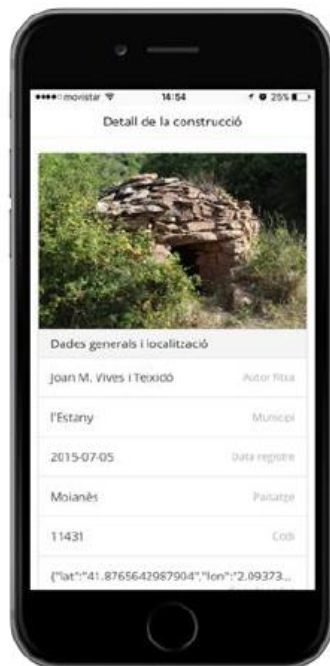 movistar 14:54 25%
Detall de la construcció
Dades generals i localització
Joan M. Vives i Teixidó Autor fitxa
l'Estany Municipi
2015-07-05 Data registre
Moianès Paisatge
11431 Codi
{"lat":"41.8765642987904","lon":"2.09373...